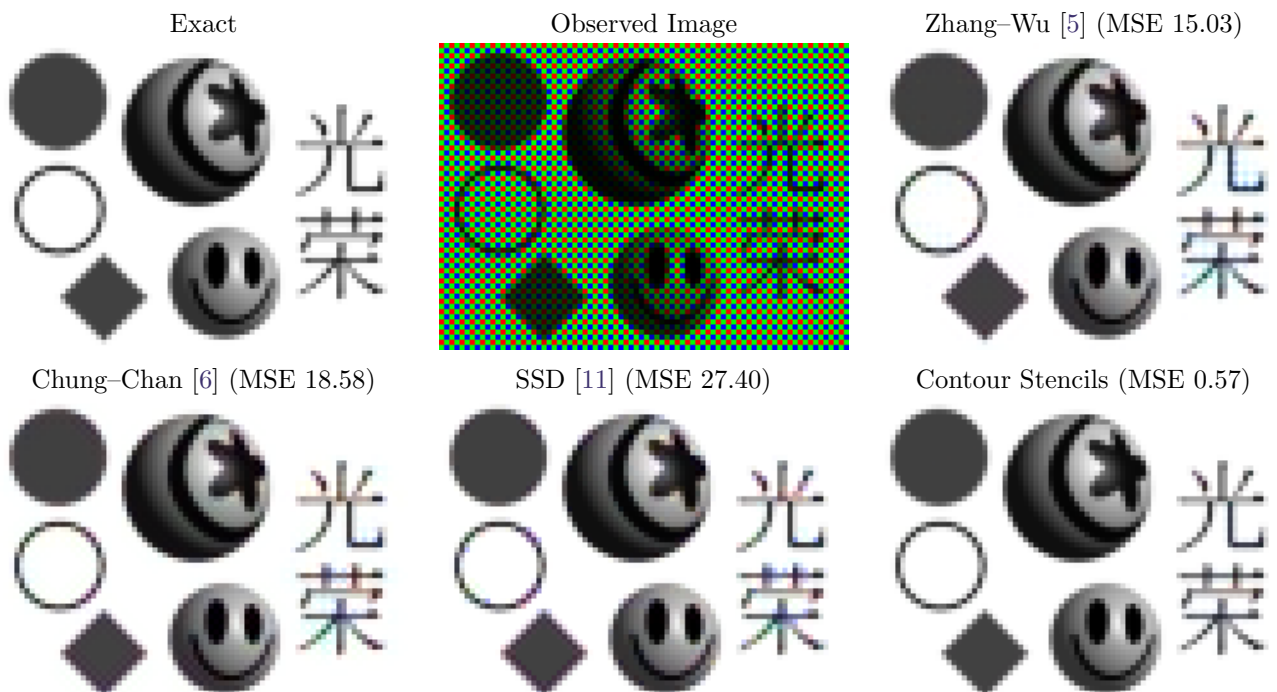 Exact
Observed Image
Zhang–Wu [5] (MSE 15.03)
光
荣
光
荣
光
荣
Chung–Chan [6] (MSE 18.58)
SSD [11] (MSE 27.40)
Contour Stencils (MSE 0.57)
光
荣
光
荣
光
荣